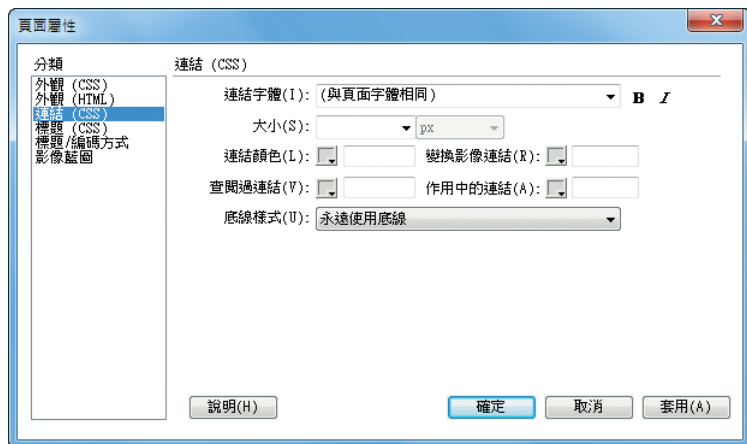 頁面屬性
分類
外觀 (CSS)
外觀 (HTML)
連結 (CSS)
標題 (CSS)
標題/編碼方式
影像藍圖
連結 (CSS)
連結字體(I): (與頁面字體相同) B I
大小(S): px
連結顏色(L): 變換影像連結(R):
查閱過連結(V): 作用中的連結(A):
底線樣式(U): 永遠使用底線
說明(H) 確定 取消 套用(A)